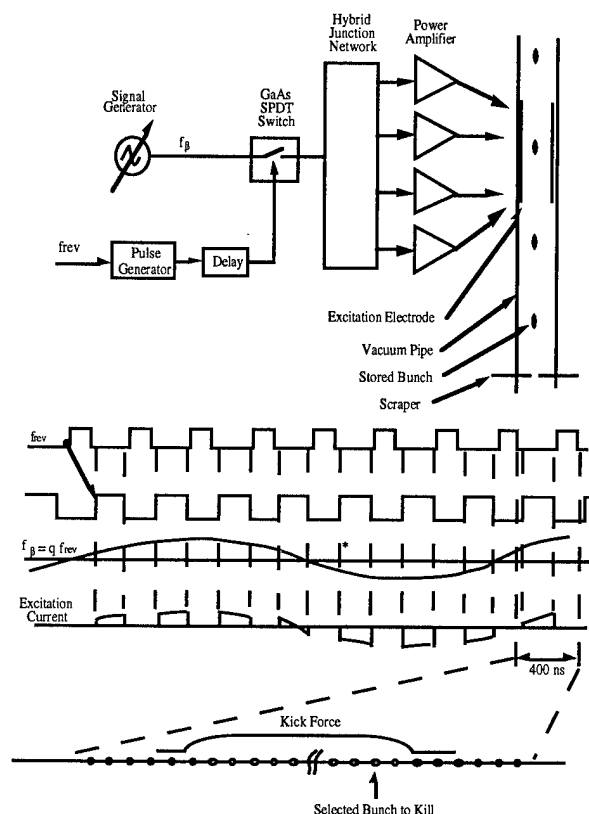 Hybrid
Junction
Network
Power
Amplifier
Signal
Generator
GaAs
SPDT
Switch
fβ
frev
Pulse
Generator
Delay
Excitation Electrode
Vacuum Pipe
Stored Bunch
Scraper
frev
fβ = q frev
*
Excitation
Current
400 ns
Kick Force
Selected Bunch to Kill